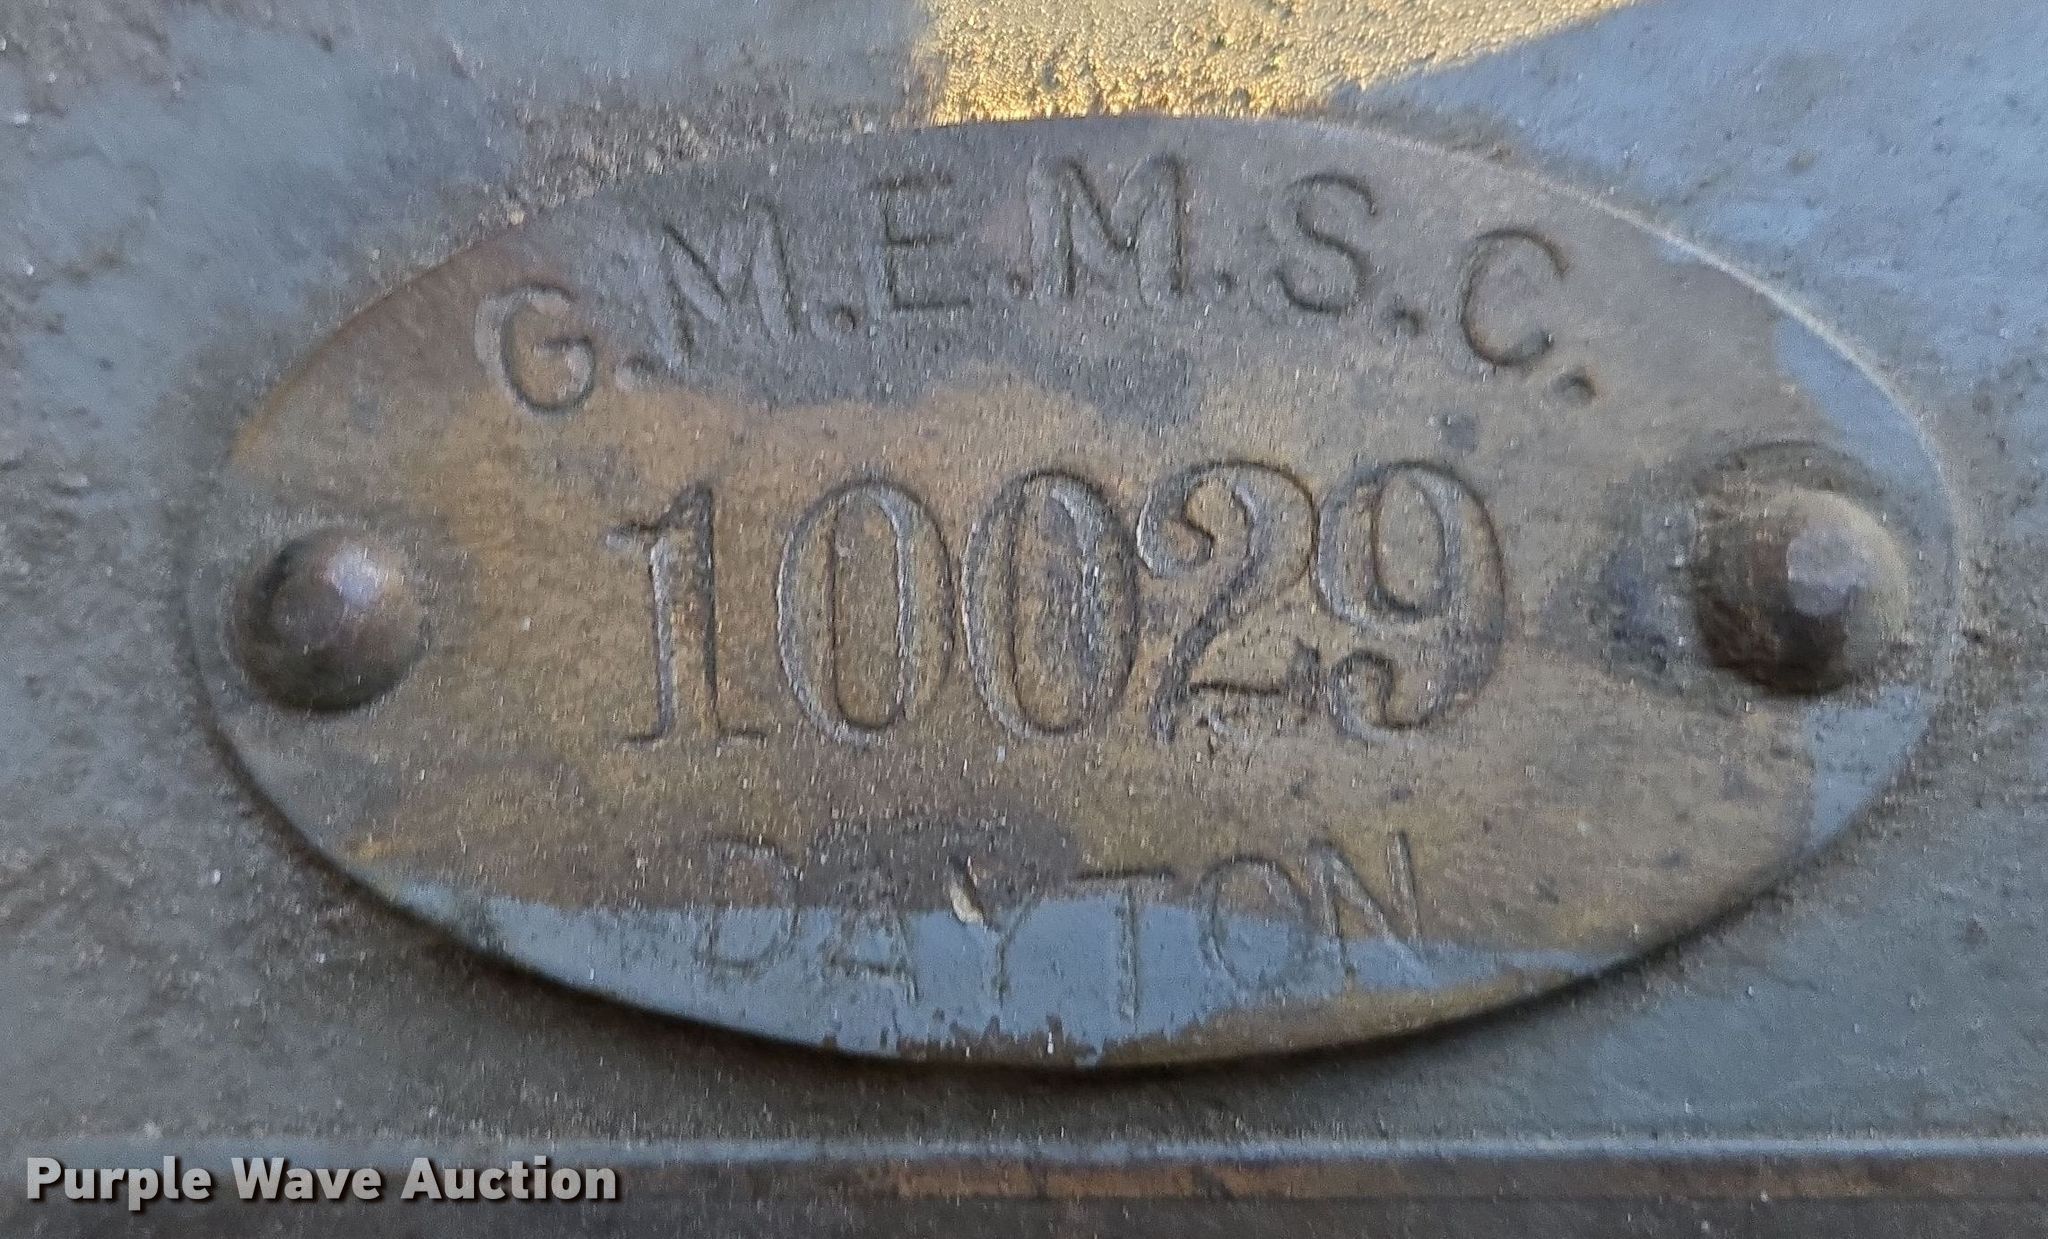 G.M.E.M.S.C.
10029
DAYTON
Purple Wave Auction